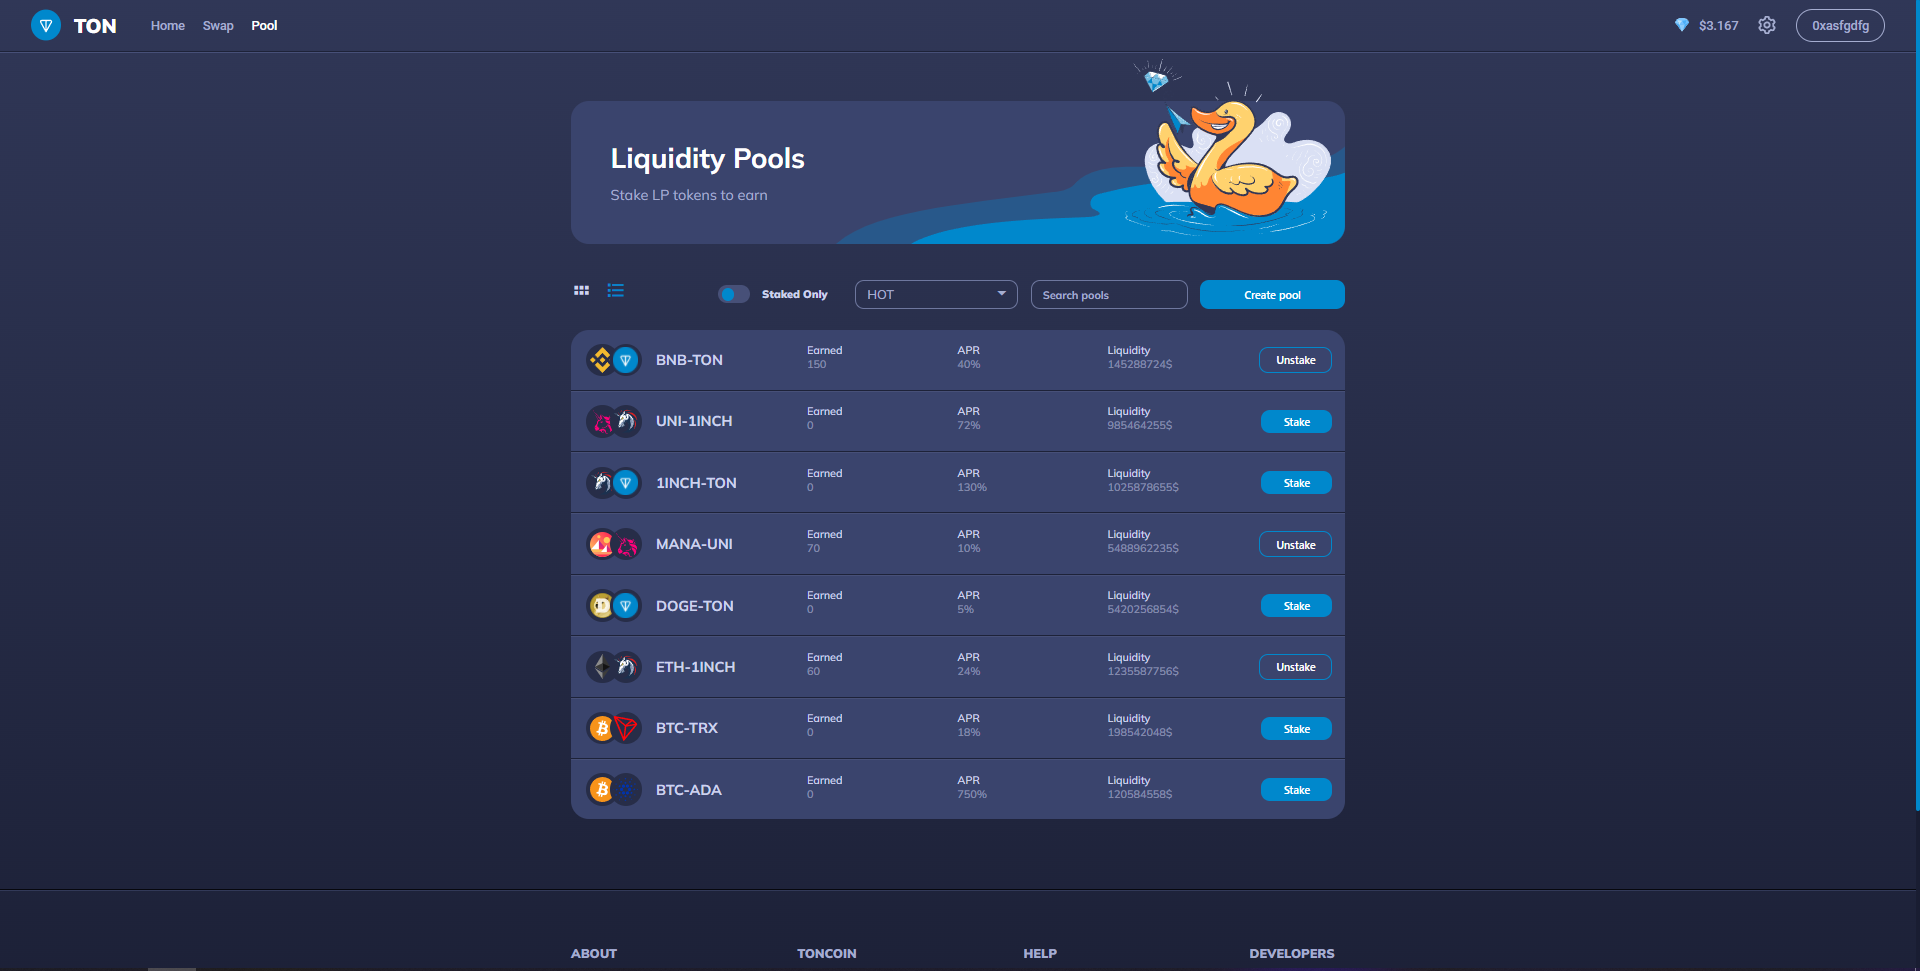 TON Home Swap Pool $3.167 0xasfgdfg
Liquidity Pools
Stake LP tokens to earn
Staked Only HOT Search pools Create pool
BNB-TON Earned 150 APR 40% Liquidity 145288724$ Unstake
UNI-1INCH Earned 0 APR 72% Liquidity 985464255$ Stake
1INCH-TON Earned 0 APR 130% Liquidity 1025878655$ Stake
MANA-UNI Earned 70 APR 10% Liquidity 5488962235$ Unstake
DOGE-TON Earned 0 APR 5% Liquidity 5420256854$ Stake
ETH-1INCH Earned 60 APR 24% Liquidity 1235587756$ Unstake
BTC-TRX Earned 0 APR 18% Liquidity 198542048$ Stake
BTC-ADA Earned 0 APR 750% Liquidity 120584558$ Stake
ABOUT TONCOIN HELP DEVELOPERS